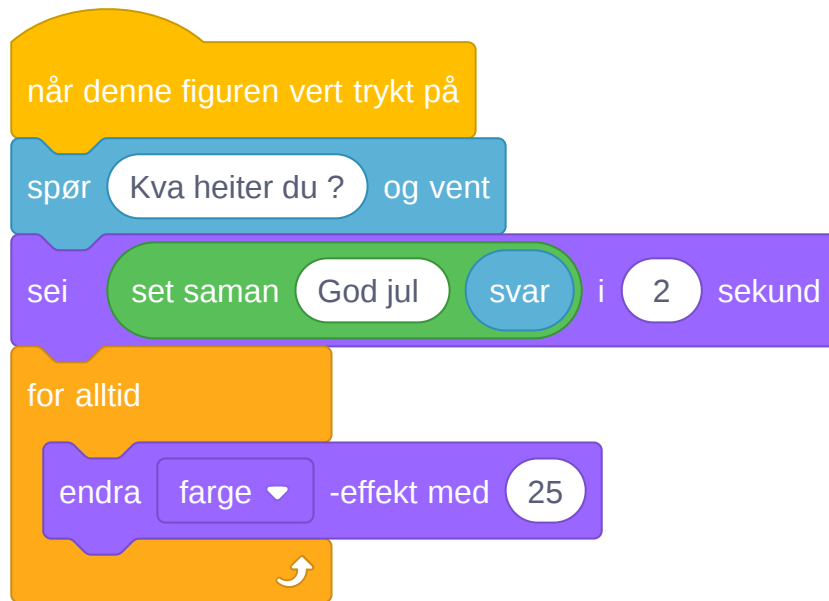 når denne figuren vert trykt på
spør Kva heiter du ? og vent
sei set saman God jul svar i 2 sekund
for alltid
endra farge -effekt med 25